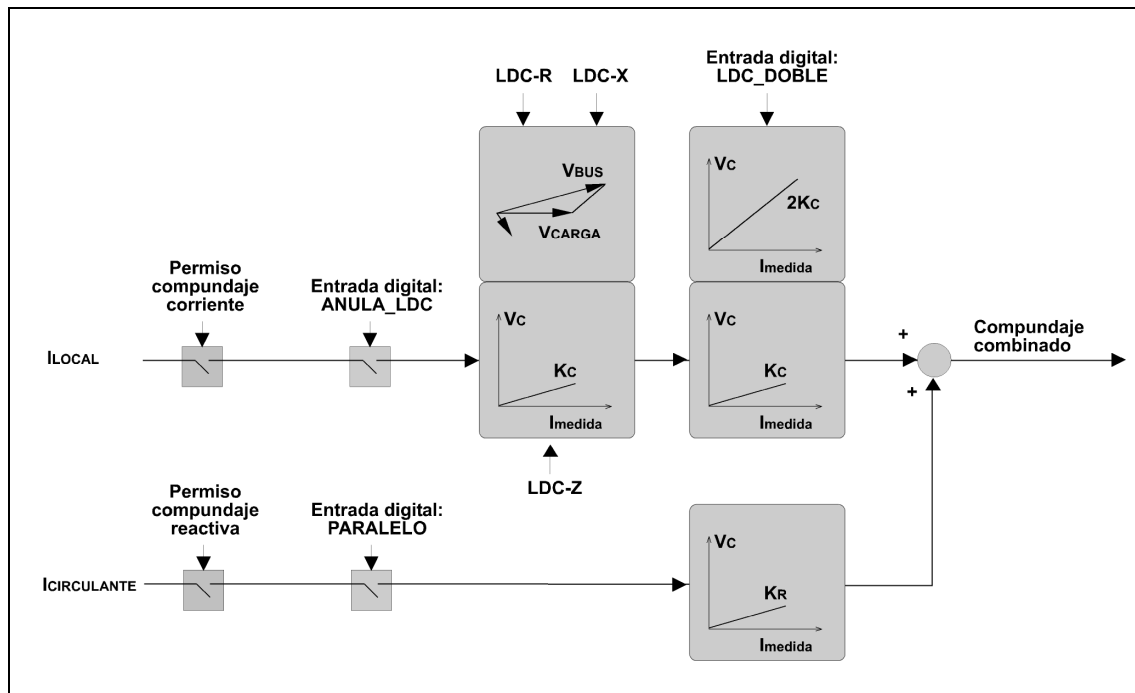 LDC-R
LDC-X
Entrada digital:
LDC_DOBLE
VBUS
VCARGA
VC
2KC
Imedida
Permiso
compundaje
corriente
Entrada digital:
ANULA_LDC
ILOCAL
VC
KC
Imedida
VC
KC
Imedida
+
+
Compundaje
combinado
LDC-Z
Permiso
compundaje
reactiva
Entrada digital:
PARALELO
ICIRCULANTE
VC
KR
Imedida